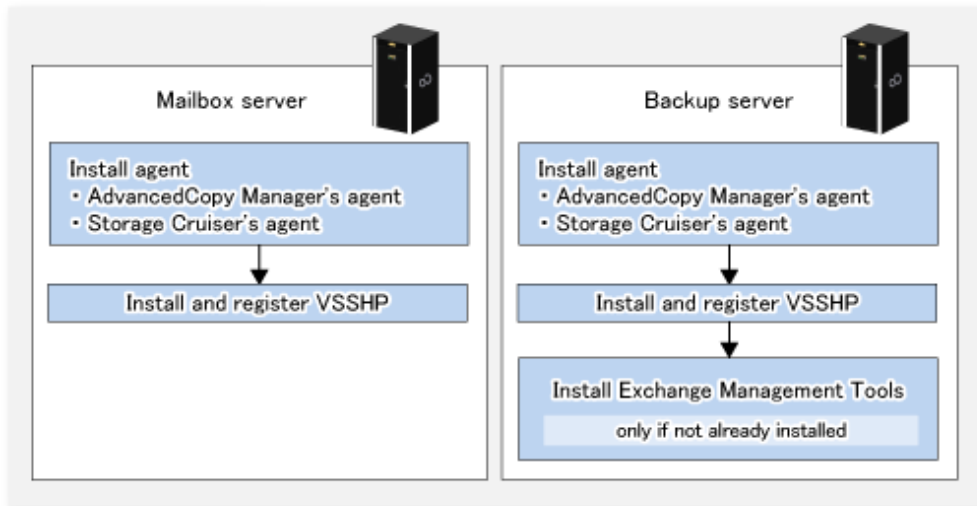 Mailbox server
Install agent
・AdvancedCopy Manager's agent
・Storage Cruiser's agent
Install and register VSSHP
Backup server
Install agent
・AdvancedCopy Manager's agent
・Storage Cruiser's agent
Install and register VSSHP
Install Exchange Management Tools
only if not already installed